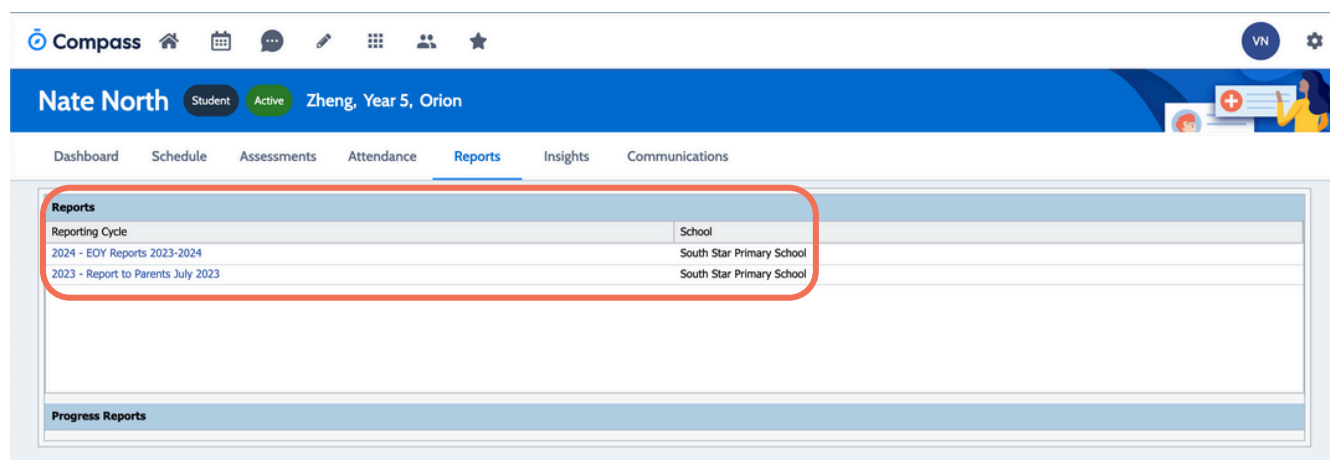 Compass VN
Nate North Student Active Zheng, Year 5, Orion
Dashboard Schedule Assessments Attendance Reports Insights Communications
Reports
Reporting Cycle School
2024 - EOY Reports 2023-2024 South Star Primary School
2023 - Report to Parents July 2023 South Star Primary School
Progress Reports